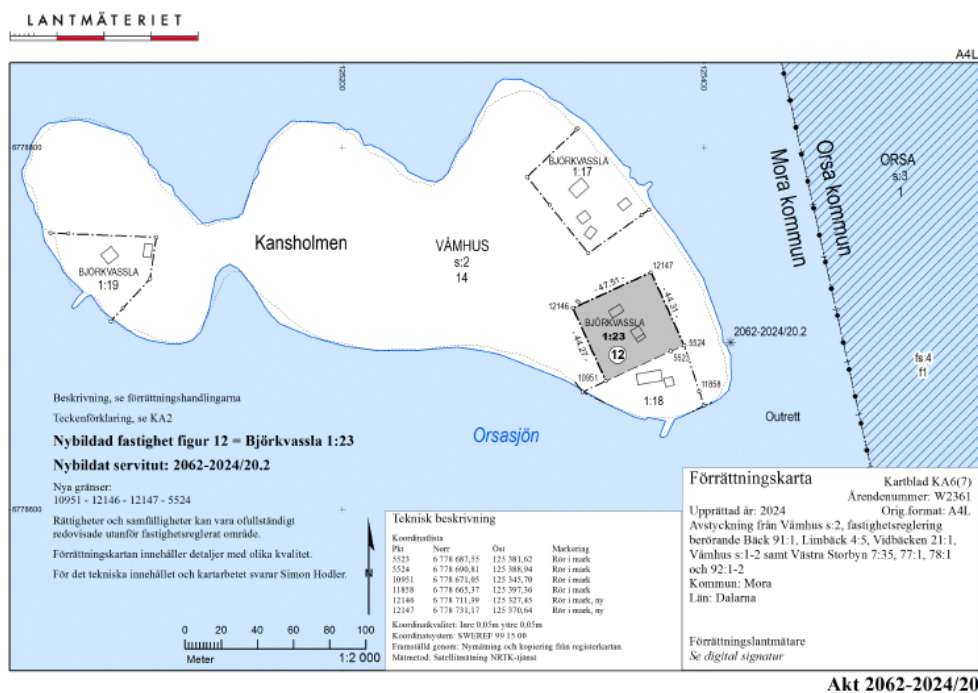 LANTMÄTERIET
A4L
125200
125400
6778800
BJÖRKVASSLA
1:17
Orsa kommun
Mora kommun
ORSA
s:3
1
Kansholmen
VÅMHUS
s:2
14
BJÖRKVASSLA
1:19
12147
- 47.51 -
- 44.31 -
12146
BJÖRKVASSLA
1:23
12
- 44.27 -
2062-2024/20.2
5524
5523
10951
11858
1:18
fs:4
f1
Outrett
Orsasjön
Beskrivning, se förrättningshandlingarna
Teckenförklaring, se KA2
Nybildad fastighet figur 12 = Björkvassla 1:23
Nybildat servitut: 2062-2024/20.2
Nya gränser:
10951 - 12146 - 12147 - 5524
Rättigheter och samfälligheter kan vara ofullständigt
redovisade utanför fastighetsreglerat område.
Förrättningskartan innehåller detaljer med olika kvalitet.
För det tekniska innehållet och kartarbetet svarar Simon Hodler.
6778600
N
0 20 40 60 80 100
Meter 1:2 000
Teknisk beskrivning
Koordinatlista
Pkt Norr Öst Markering
5523 6 778 687,55 125 381,62 Rör i mark
5524 6 778 690,81 125 388,94 Rör i mark
10951 6 778 671,05 125 345,70 Rör i mark
11858 6 778 665,37 125 397,36 Rör i mark
12146 6 778 711,39 125 327,45 Rör i mark, ny
12147 6 778 731,17 125 370,64 Rör i mark, ny
Koordinatkvalitet: Inre 0,05m yttre 0,05m
Koordinatsystem: SWEREF 99 15 00
Framställd genom: Nymätning och kopiering från registerkartan
Mätmetod: Satellitmätning NRTK-tjänst
Förrättningskarta Kartblad KA6(7)
Ärendenummer: W2361
Upprättad år: 2024 Orig.format: A4L
Avstyckning från Våmhus s:2, fastighetsreglering
berörande Bäck 91:1, Limbäck 4:5, Vidbäcken 21:1,
Våmhus s:1-2 samt Västra Storbyn 7:35, 77:1, 78:1
och 92:1-2
Kommun: Mora
Län: Dalarna
Förrättningslantmätare
Se digital signatur
Akt 2062-2024/20